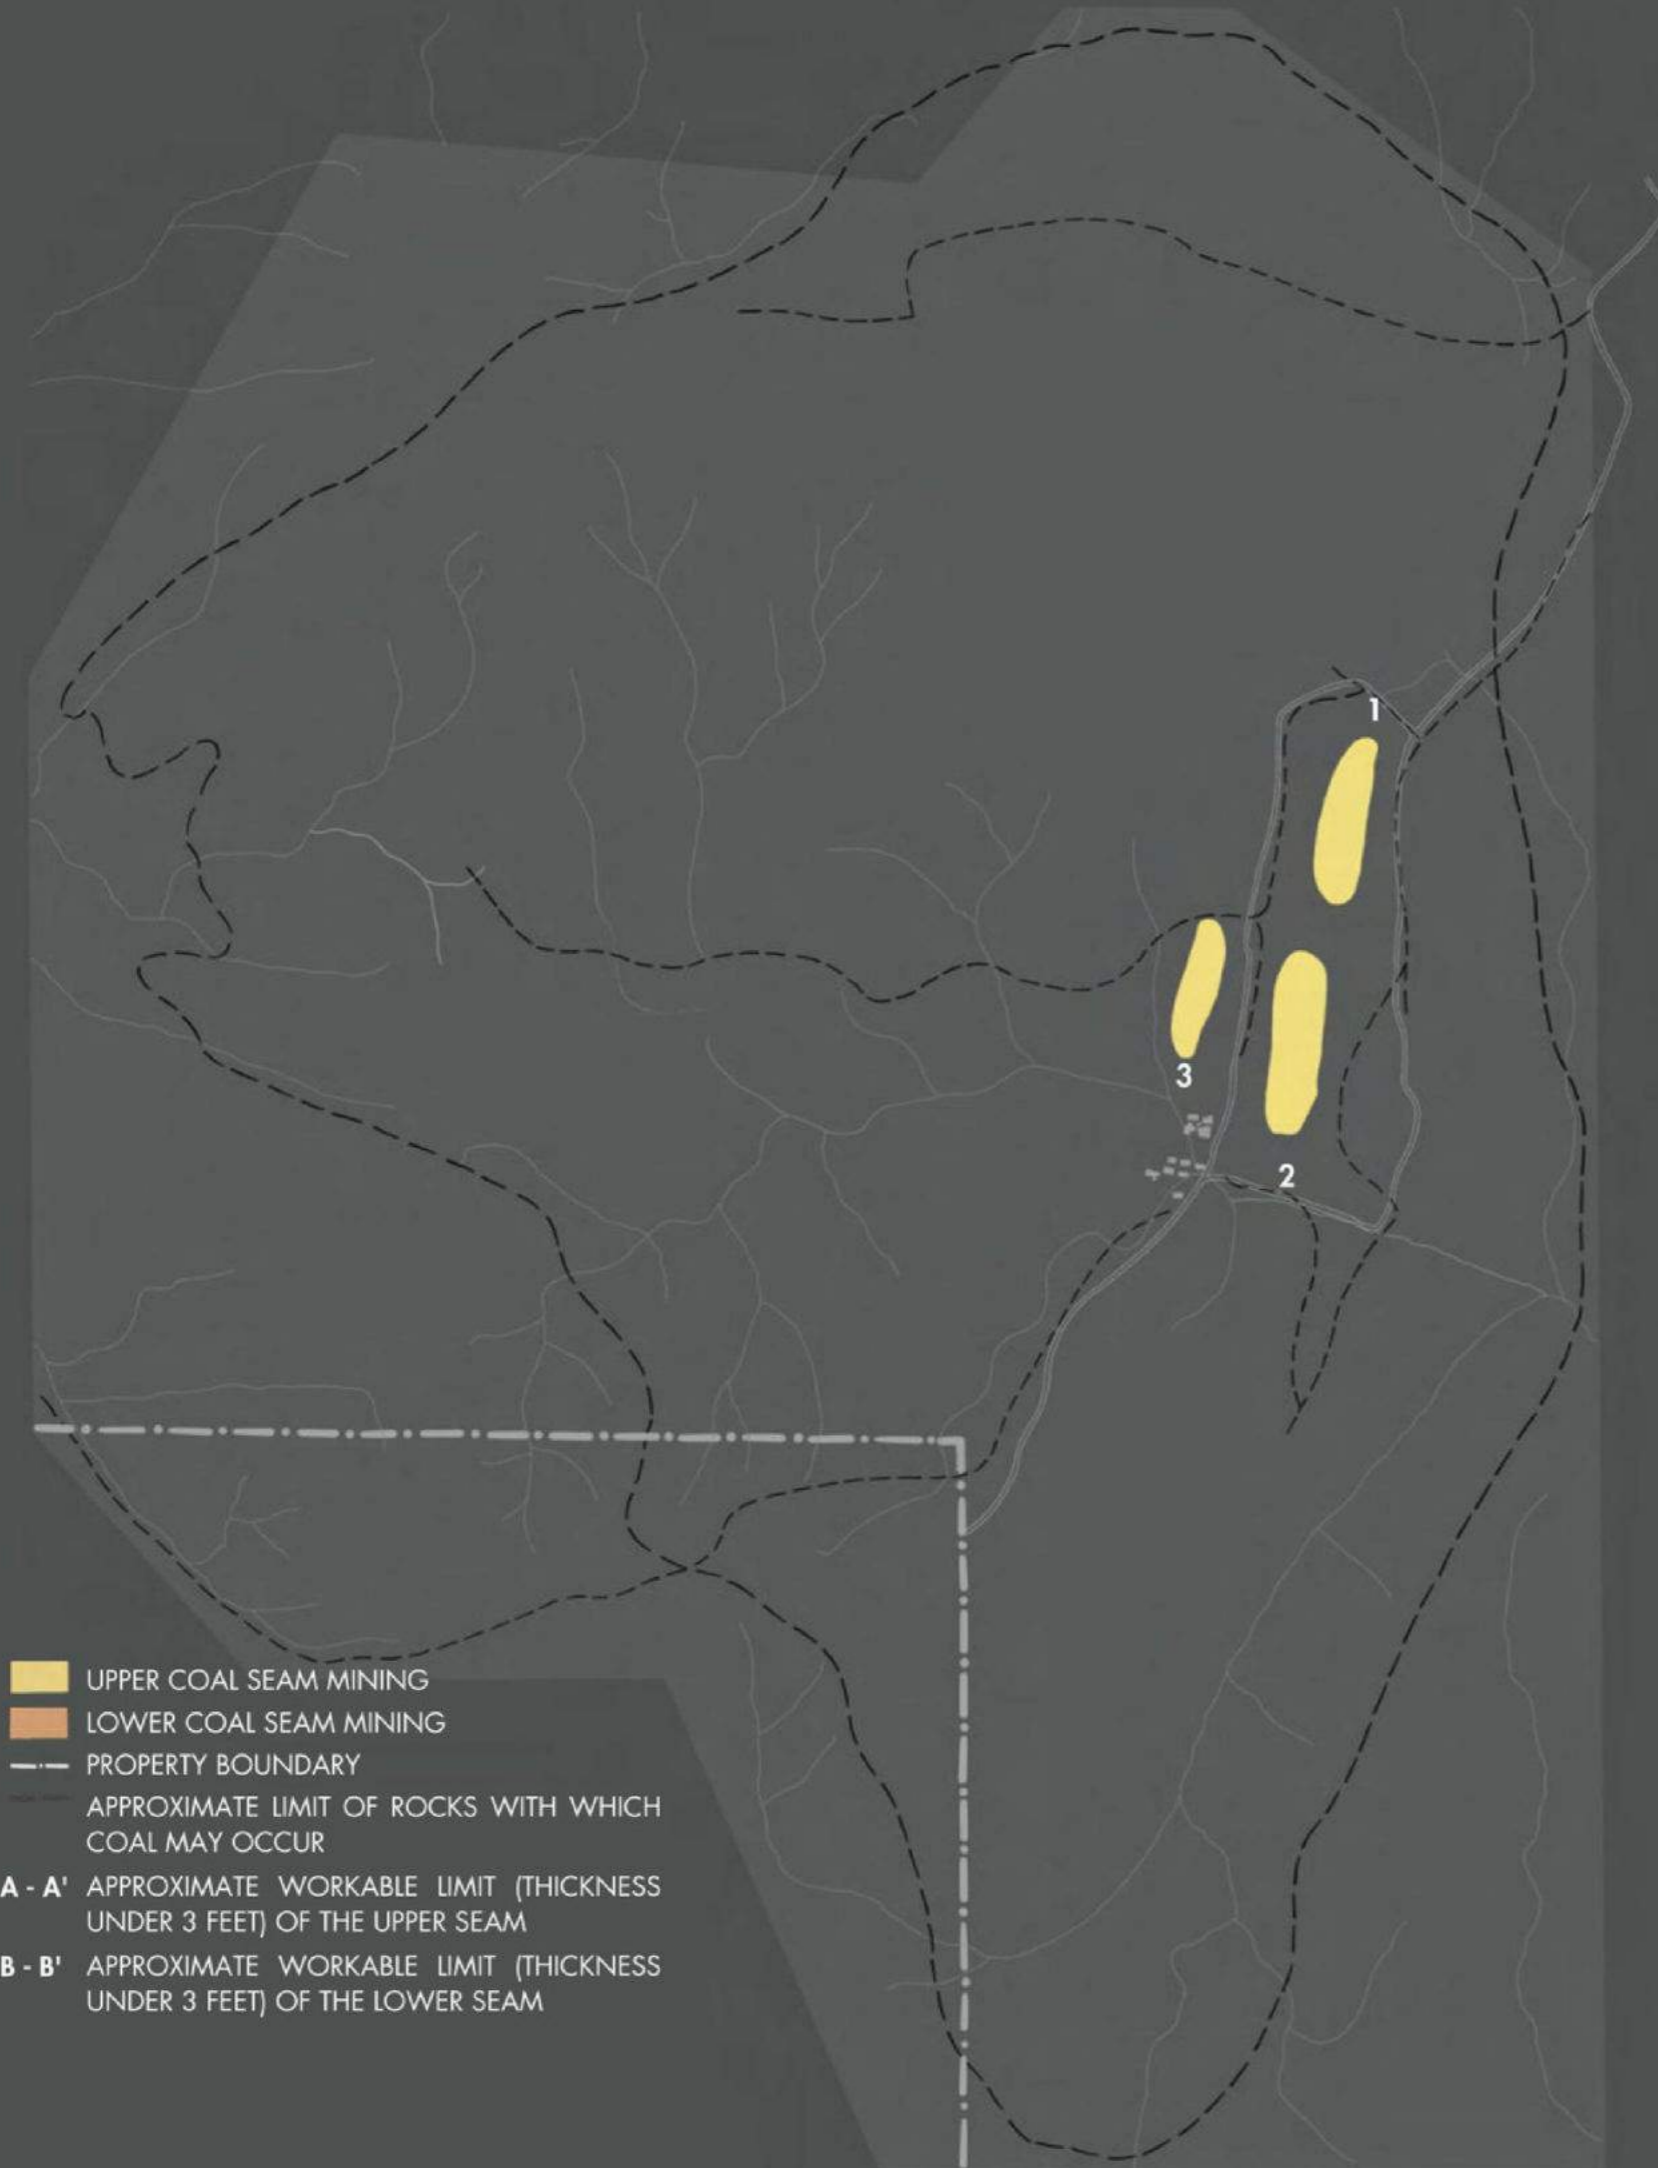 1
3
2
UPPER COAL SEAM MINING
LOWER COAL SEAM MINING
PROPERTY BOUNDARY
APPROXIMATE LIMIT OF ROCKS WITH WHICH
COAL MAY OCCUR
A - A' APPROXIMATE WORKABLE LIMIT (THICKNESS
UNDER 3 FEET) OF THE UPPER SEAM
B - B' APPROXIMATE WORKABLE LIMIT (THICKNESS
UNDER 3 FEET) OF THE LOWER SEAM